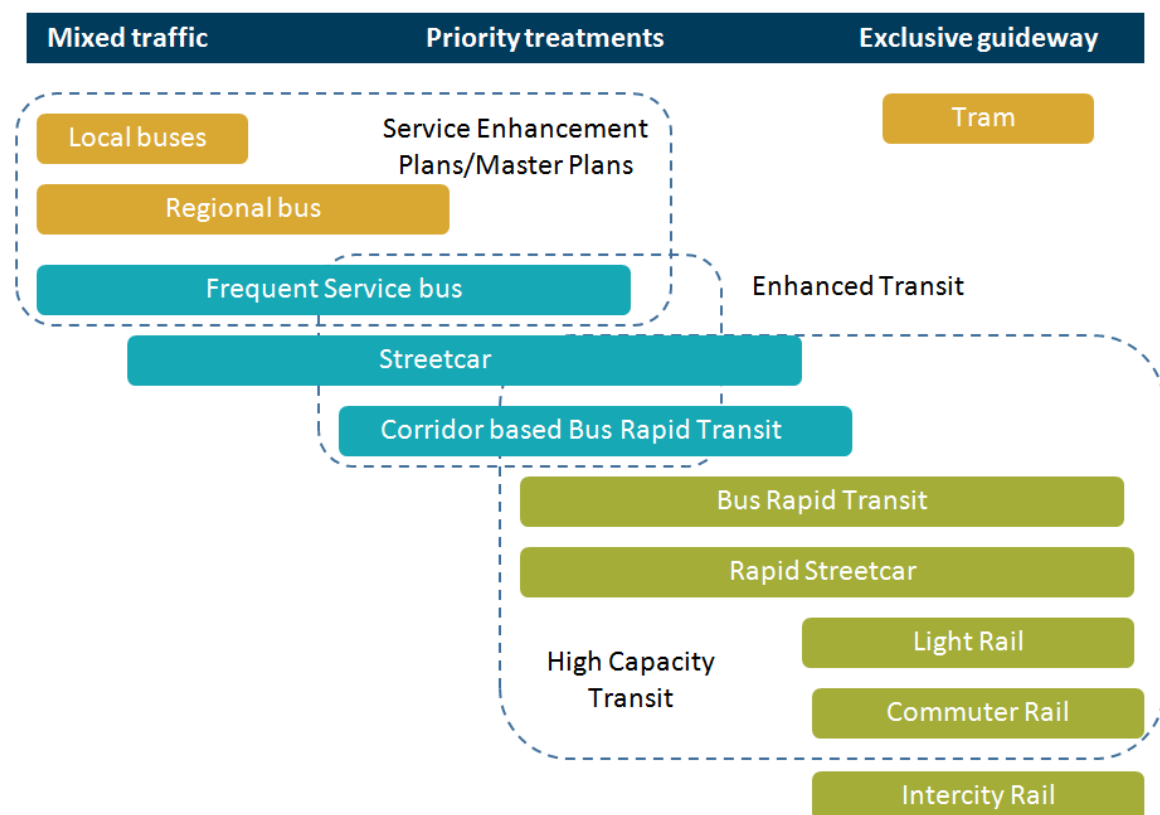 Mixed traffic
Priority treatments
Exclusive guideway
Local buses
Service Enhancement
Plans/Master Plans
Tram
Regional bus
Frequent Service bus
Enhanced Transit
Streetcar
Corridor based Bus Rapid Transit
Bus Rapid Transit
Rapid Streetcar
Light Rail
High Capacity
Transit
Commuter Rail
Intercity Rail